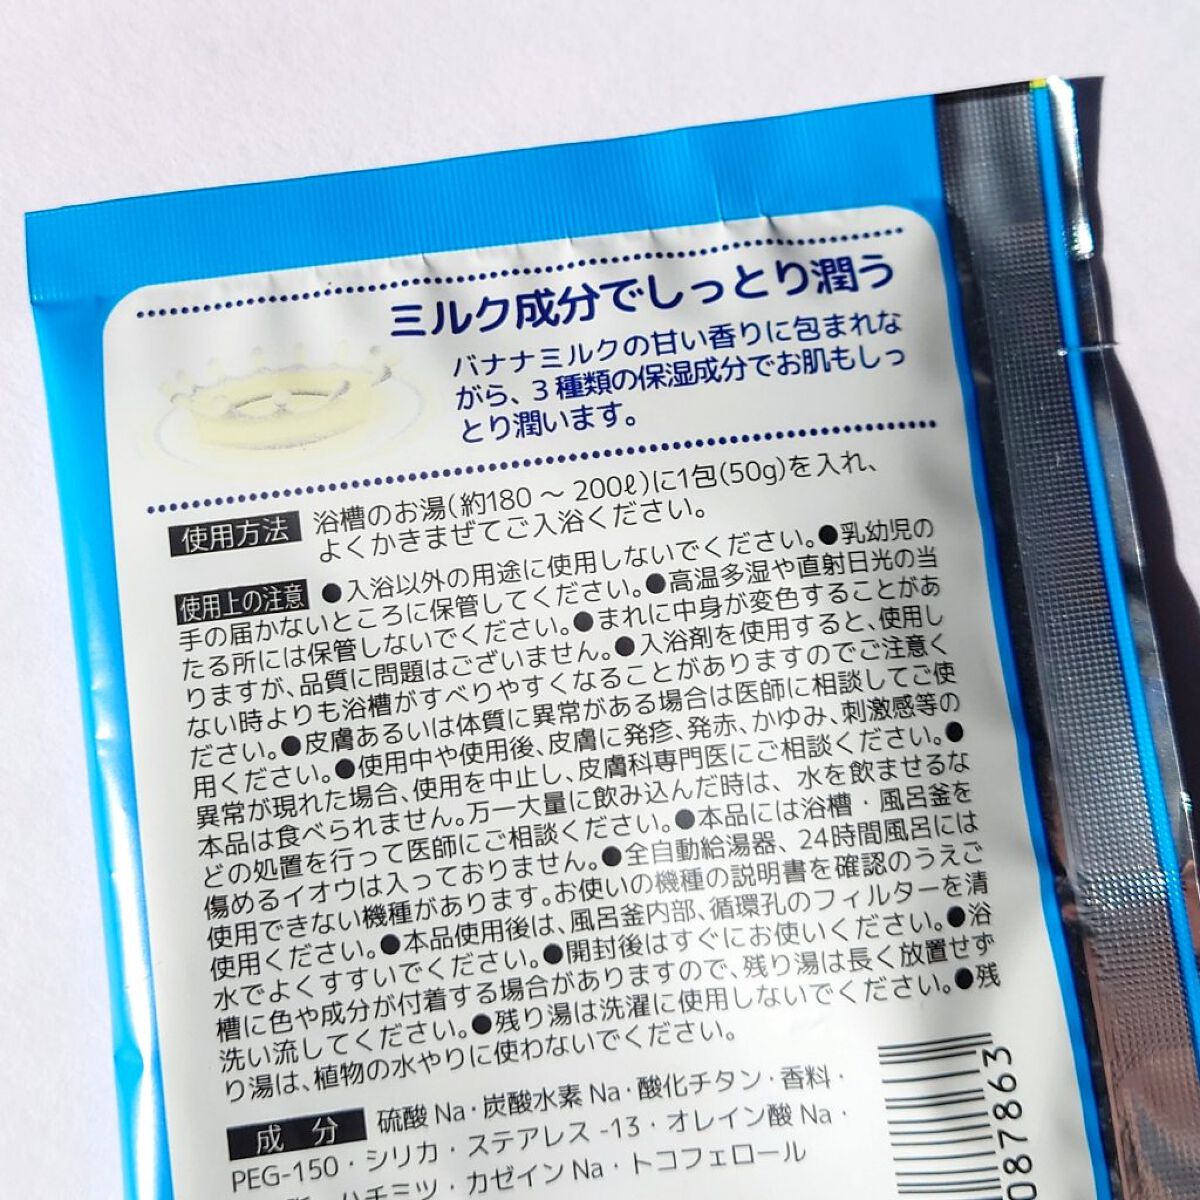 ミルク成分でしっとり潤う
バナナミルクの甘い香りに包まれな
がら、3種類の保湿成分でお肌もしっ
とり潤います。
使用方法 浴槽のお湯(約180～200ℓ)に1包(50g)を入れ、
よくかきまぜてご入浴ください。
使用上の注意 ●入浴以外の用途に使用しないでください。●乳幼児の
手の届かないところに保管してください。●高温多湿や直射日光の当
たる所には保管しないでください。●まれに中身が変色することがあ
りますが、品質に問題はございません。●入浴剤を使用すると、使用し
ない時よりも浴槽がすべりやすくなることがありますのでご注意く
ださい。●皮膚あるいは体質に異常がある場合は医師に相談してご使
用ください。●使用中や使用後、皮膚に発疹、発赤、かゆみ、刺激感等の
異常が現れた場合、使用を中止し、皮膚科専門医にご相談ください。●
本品は食べられません。万一大量に飲み込んだ時は、水を飲ませるな
どの処置を行って医師にご相談ください。●本品には浴槽・風呂釜を
傷めるイオウは入っておりません。●全自動給湯器、24時間風呂には
使用できない機種があります。お使いの機種の説明書を確認のうえご
使用ください。●本品使用後は、風呂釜内部、循環孔のフィルターを清
水でよくすすいでください。●開封後はすぐにお使いください。●浴
槽に色や成分が付着する場合がありますので、残り湯は長く放置せず
洗い流してください。●残り湯は洗濯に使用しないでください。●残
り湯は、植物の水やりに使わないでください。
成分 硫酸Na・炭酸水素Na・酸化チタン・香料・
PEG-150・シリカ・ステアレス-13・オレイン酸Na・
ハチミツ・カゼインNa・トコフェロール
087863